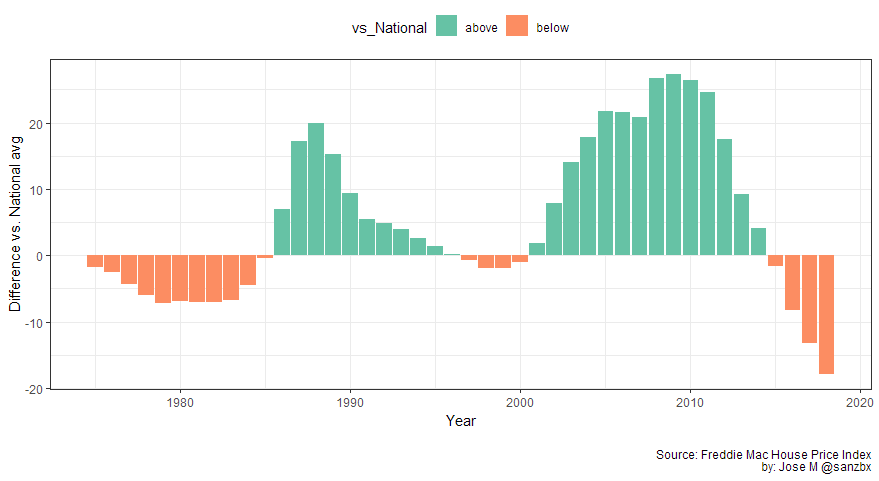 vs_National above below
Difference vs. National avg
20
10
0
-10
-20
1980 1990 2000 2010 2020
Year
Source: Freddie Mac House Price Index
by: Jose M @sanzbx